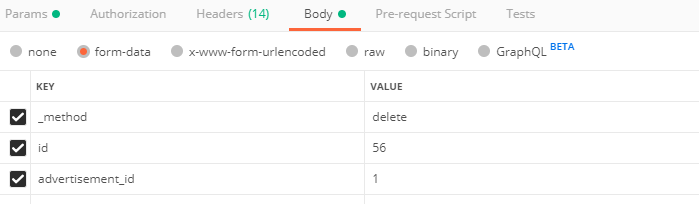 Params Authorization Headers (14) Body Pre-request Script Tests
none form-data x-www-form-urlencoded raw binary GraphQL BETA
KEY VALUE
_method delete
id 56
advertisement_id 1